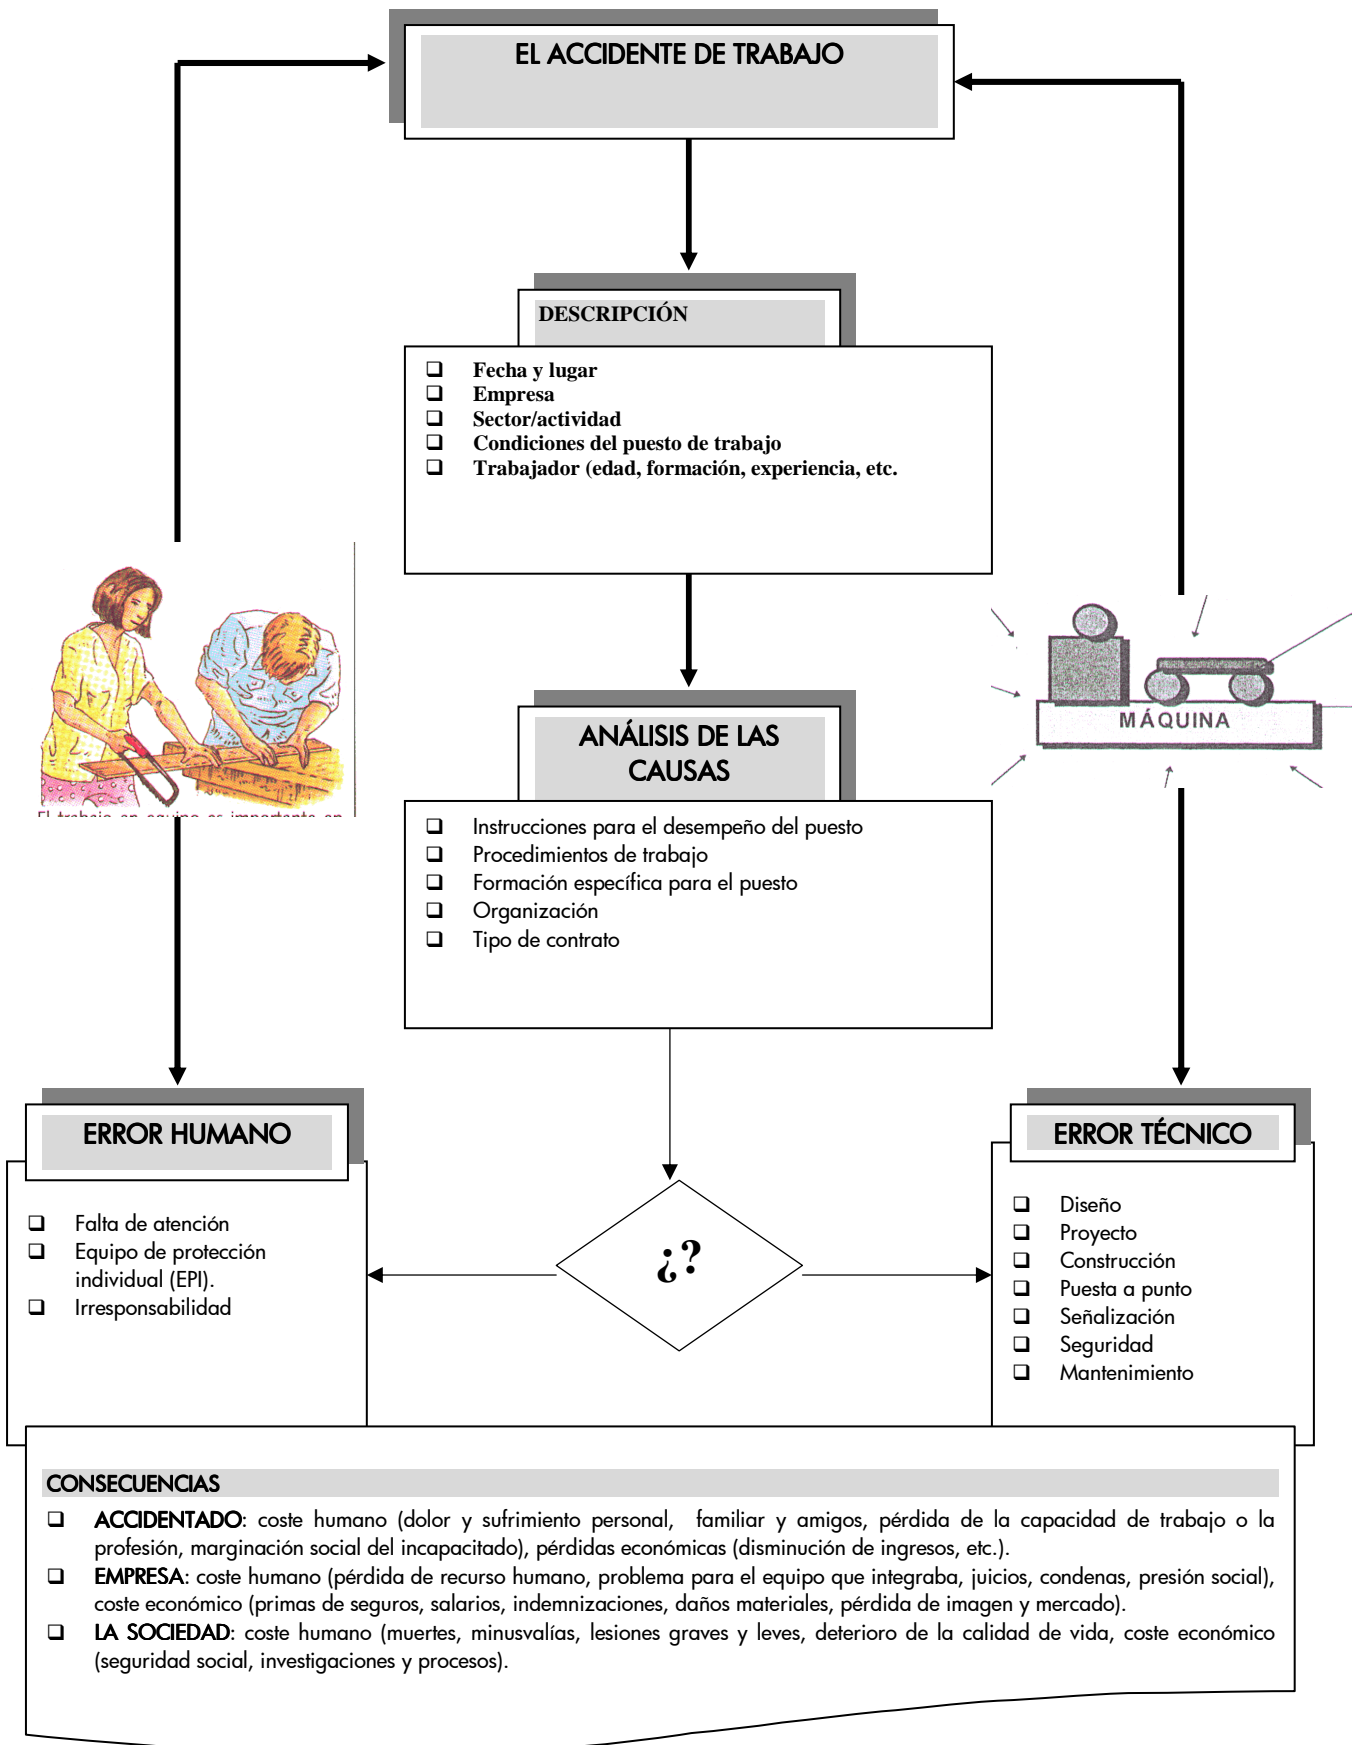 EL ACCIDENTE DE TRABAJO
DESCRIPCIÓN
❑ Fecha y lugar
❑ Empresa
❑ Sector/actividad
❑ Condiciones del puesto de trabajo
❑ Trabajador (edad, formación, experiencia, etc.
MÁQUINA
ANÁLISIS DE LAS
CAUSAS
El trabajo en equipo es importante en
❑ Instrucciones para el desempeño del puesto
❑ Procedimientos de trabajo
❑ Formación específica para el puesto
❑ Organización
❑ Tipo de contrato
ERROR HUMANO
❑ Falta de atención
❑ Equipo de protección
individual (EPI).
❑ Irresponsabilidad
¿?
ERROR TÉCNICO
❑ Diseño
❑ Proyecto
❑ Construcción
❑ Puesta a punto
❑ Señalización
❑ Seguridad
❑ Mantenimiento
CONSECUENCIAS
❑ ACCIDENTADO: coste humano (dolor y sufrimiento personal, familiar y amigos, pérdida de la capacidad de trabajo o la
profesión, marginación social del incapacitado), pérdidas económicas (disminución de ingresos, etc.).
❑ EMPRESA: coste humano (pérdida de recurso humano, problema para el equipo que integraba, juicios, condenas, presión social),
coste económico (primas de seguros, salarios, indemnizaciones, daños materiales, pérdida de imagen y mercado).
❑ LA SOCIEDAD: coste humano (muertes, minusvalías, lesiones graves y leves, deterioro de la calidad de vida, coste económico
(seguridad social, investigaciones y procesos).